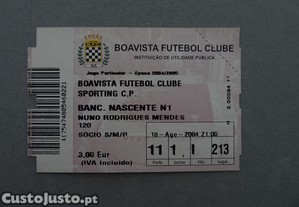 BOAVISTA FUTEBOL CLUBE
INSTITUIÇÃO DE UTILIDADE PÚBLICA
Jogo Particular - Época 2004/2005
BOAVISTA FUTEBOL CLUBE
SPORTING C.P.
BANC. NASCENTE N1
NUNO RODRIGUES MENDES
120
SOCIO S/M/P
18-Ago-2004 21:00
3,00 Eur
(IVA Incluído)
11 1 1 213
CustoJusto.pt